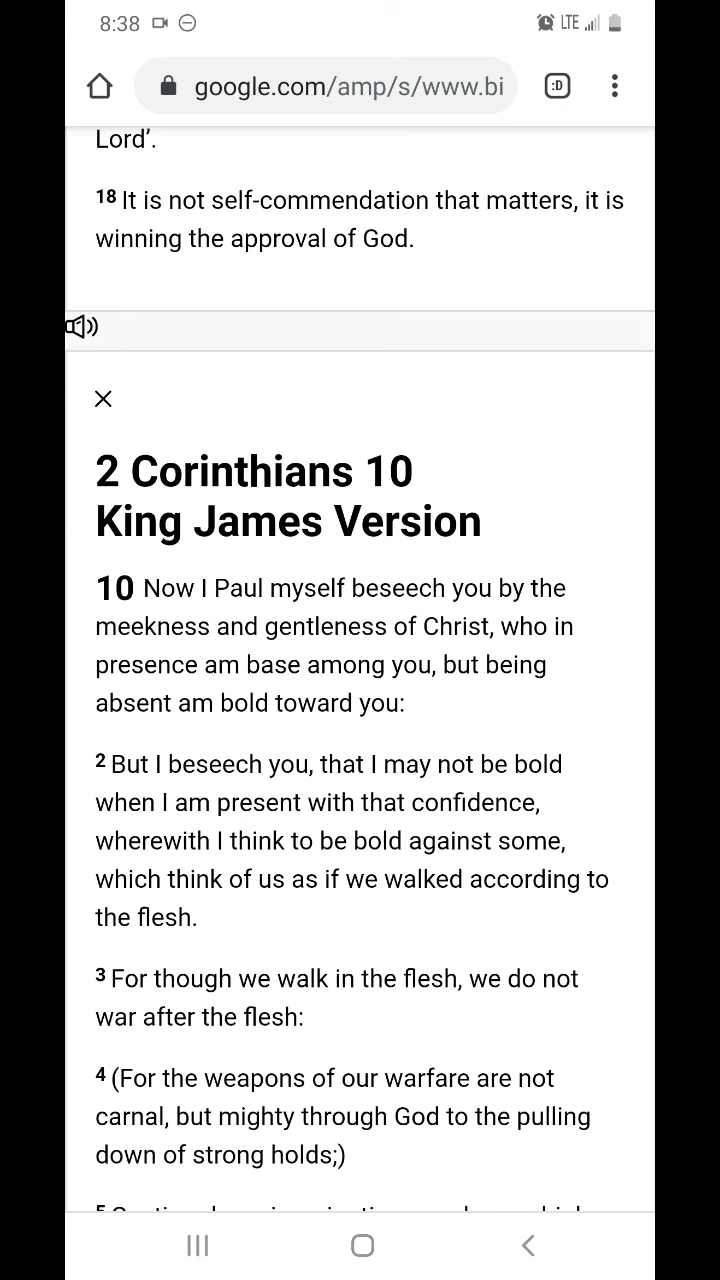 8:38
LTE
google.com/amp/s/www.bi
:D
Lord’.
18 It is not self-commendation that matters, it is
winning the approval of God.
2 Corinthians 10
King James Version
10 Now I Paul myself beseech you by the
meekness and gentleness of Christ, who in
presence am base among you, but being
absent am bold toward you:
2 But I beseech you, that I may not be bold
when I am present with that confidence,
wherewith I think to be bold against some,
which think of us as if we walked according to
the flesh.
3 For though we walk in the flesh, we do not
war after the flesh:
4 (For the weapons of our warfare are not
carnal, but mighty through God to the pulling
down of strong holds;)